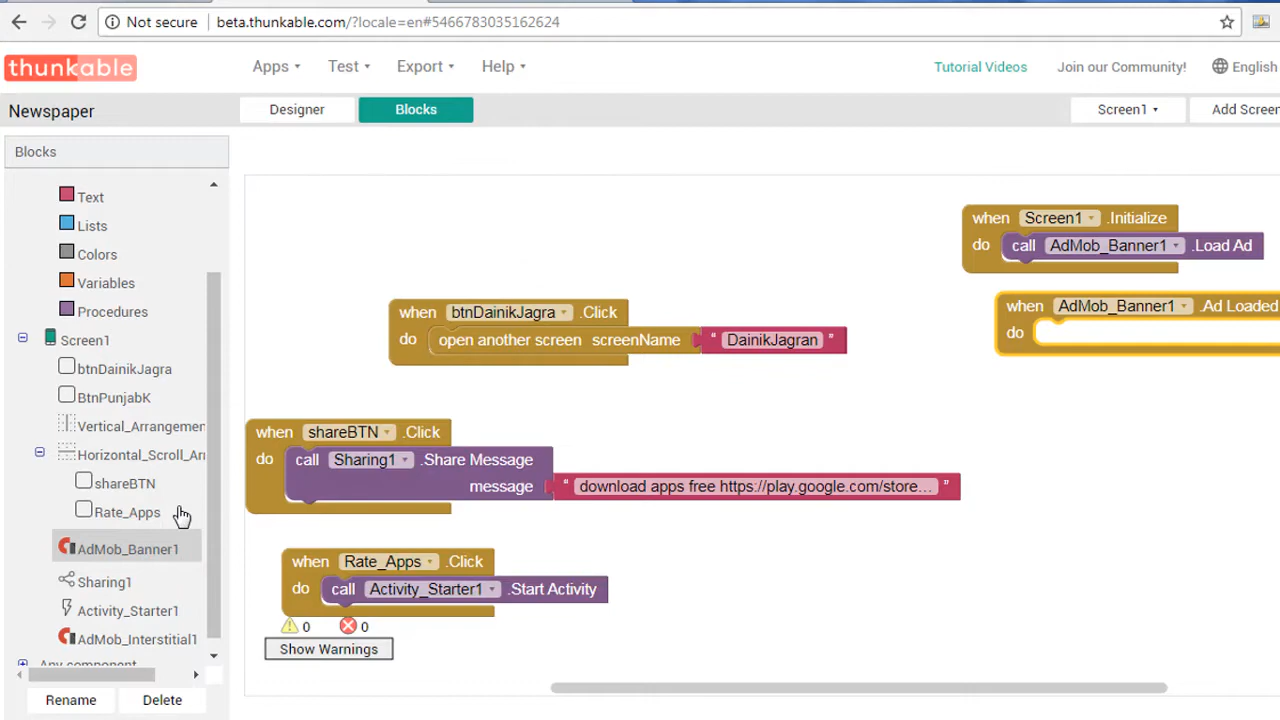 Not secure beta.thunkable.com/?locale=en#5466783035162624
thunkable Apps Test Export Help Tutorial Videos Join our Community! English
Newspaper Designer Blocks Screen1 Add Screen
Blocks
Text
Lists
Colors
Variables
Procedures
Screen1
btnDainikJagra
BtnPunjabK
Vertical_Arrangemen
Horizontal_Scroll_Arr
shareBTN
Rate_Apps
AdMob_Banner1
Sharing1
Activity_Starter1
AdMob_Interstitial1
Any component
Rename Delete
when Screen1 .Initialize
do call AdMob_Banner1 .Load Ad
when AdMob_Banner1 .Ad Loaded
do
when btnDainikJagra .Click
do open another screen screenName " DainikJagran "
when shareBTN .Click
do call Sharing1 .Share Message
message " download apps free https://play.google.com/store... "
when Rate_Apps .Click
do call Activity_Starter1 .Start Activity
0 0
Show Warnings